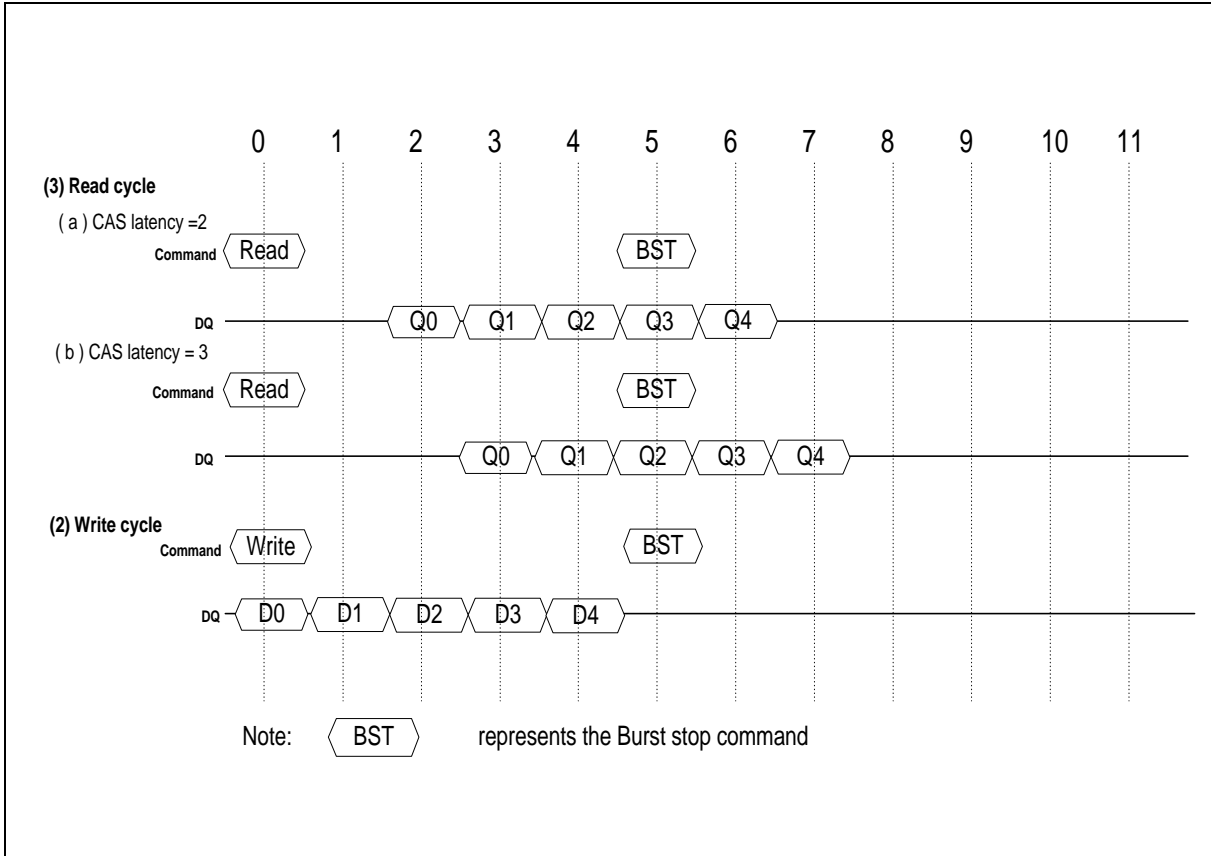 0 1 2 3 4 5 6 7 8 9 10 11
(3) Read cycle
( a ) CAS latency =2
Command Read BST
DQ Q0 Q1 Q2 Q3 Q4
( b ) CAS latency = 3
Command Read BST
DQ Q0 Q1 Q2 Q3 Q4
(2) Write cycle
Command Write BST
DQ D0 D1 D2 D3 D4
Note: BST represents the Burst stop command